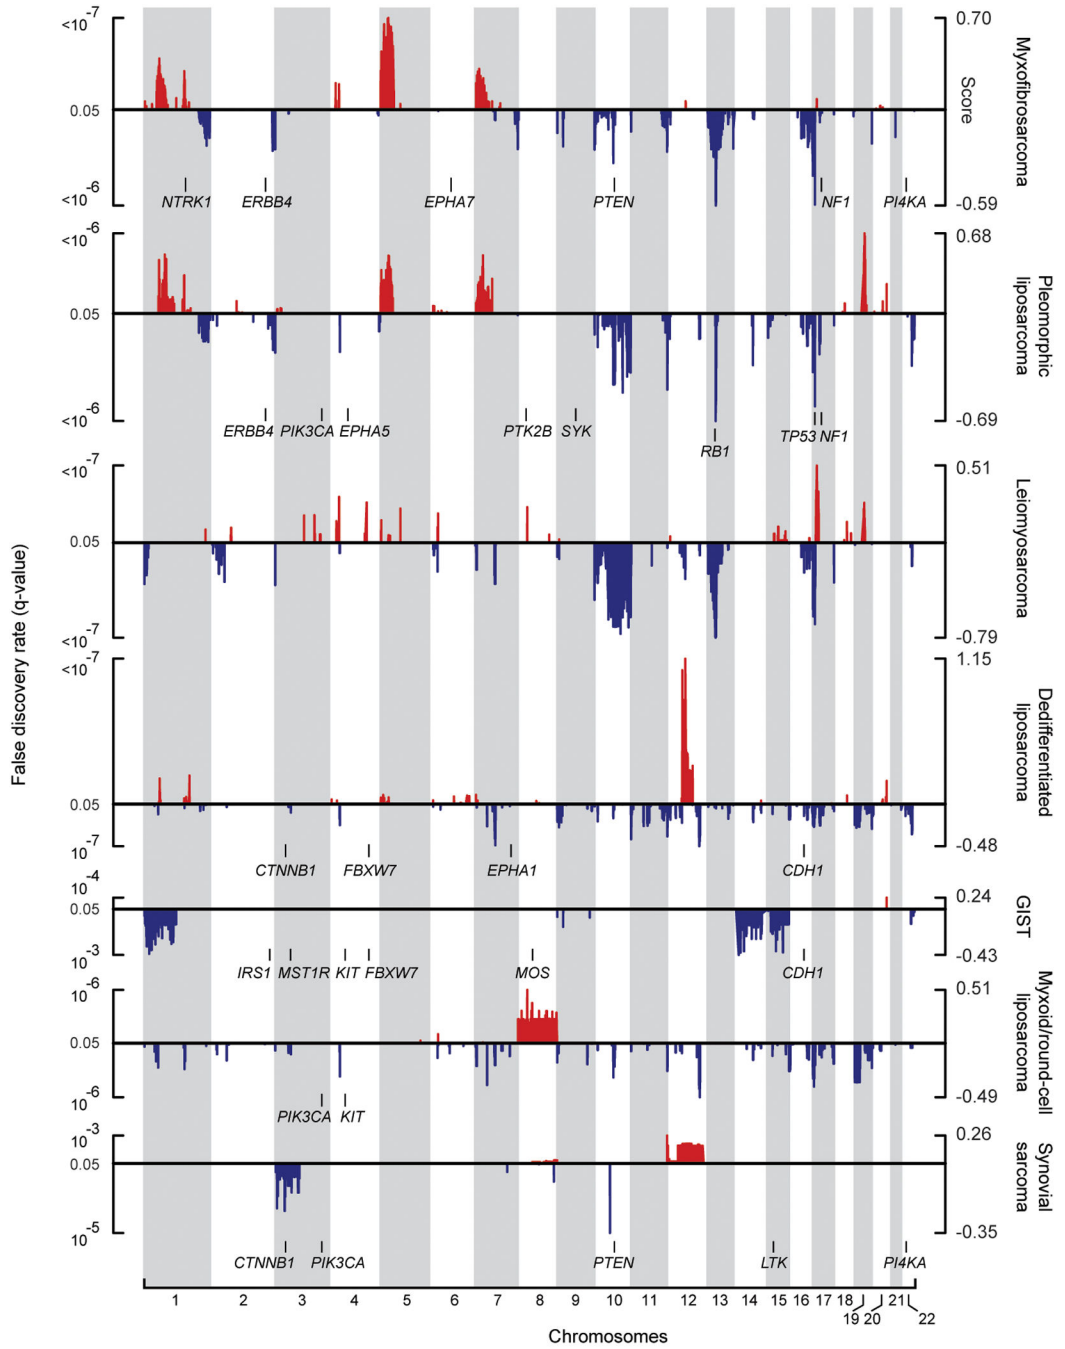 <10-7
0.70
Score
0.05
Myxofibrosarcoma
NTRK1 ERBB4 EPHA7 PTEN NF1 PI4KA
<10-6
-0.59
<10-6
0.68
0.05
Pleomorphic
liposarcoma
<10-6
-0.69
ERBB4 PIK3CA EPHA5 PTK2B SYK RB1 TP53 NF1
<10-7
0.51
0.05
Leiomyosarcoma
<10-7
-0.79
<10-7
1.15
0.05
Dedifferentiated
liposarcoma
10-7
-0.48
CTNNB1 FBXW7 EPHA1 CDH1
10-4
0.24
0.05
GIST
10-3
-0.43
IRS1 MST1R KIT FBXW7 MOS CDH1
10-6
0.51
0.05
Myxoid/round-cell
liposarcoma
10-6
-0.49
PIK3CA KIT
10-3
0.26
0.05
Synovial
sarcoma
10-5
-0.35
CTNNB1 PIK3CA PTEN LTK PI4KA
False discovery rate (q-value)
1 2 3 4 5 6 7 8 9 10 11 12 13 14 15 16 17 18 19 20 21 22
Chromosomes